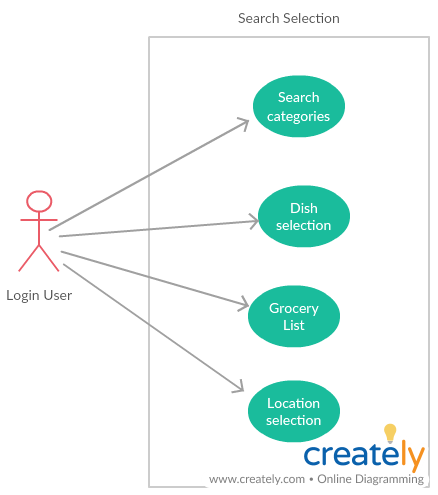 Search Selection
Search
categories
Dish
selection
Login User
Grocery
List
Location
selection
creately
www.creately.com • Online Diagramming